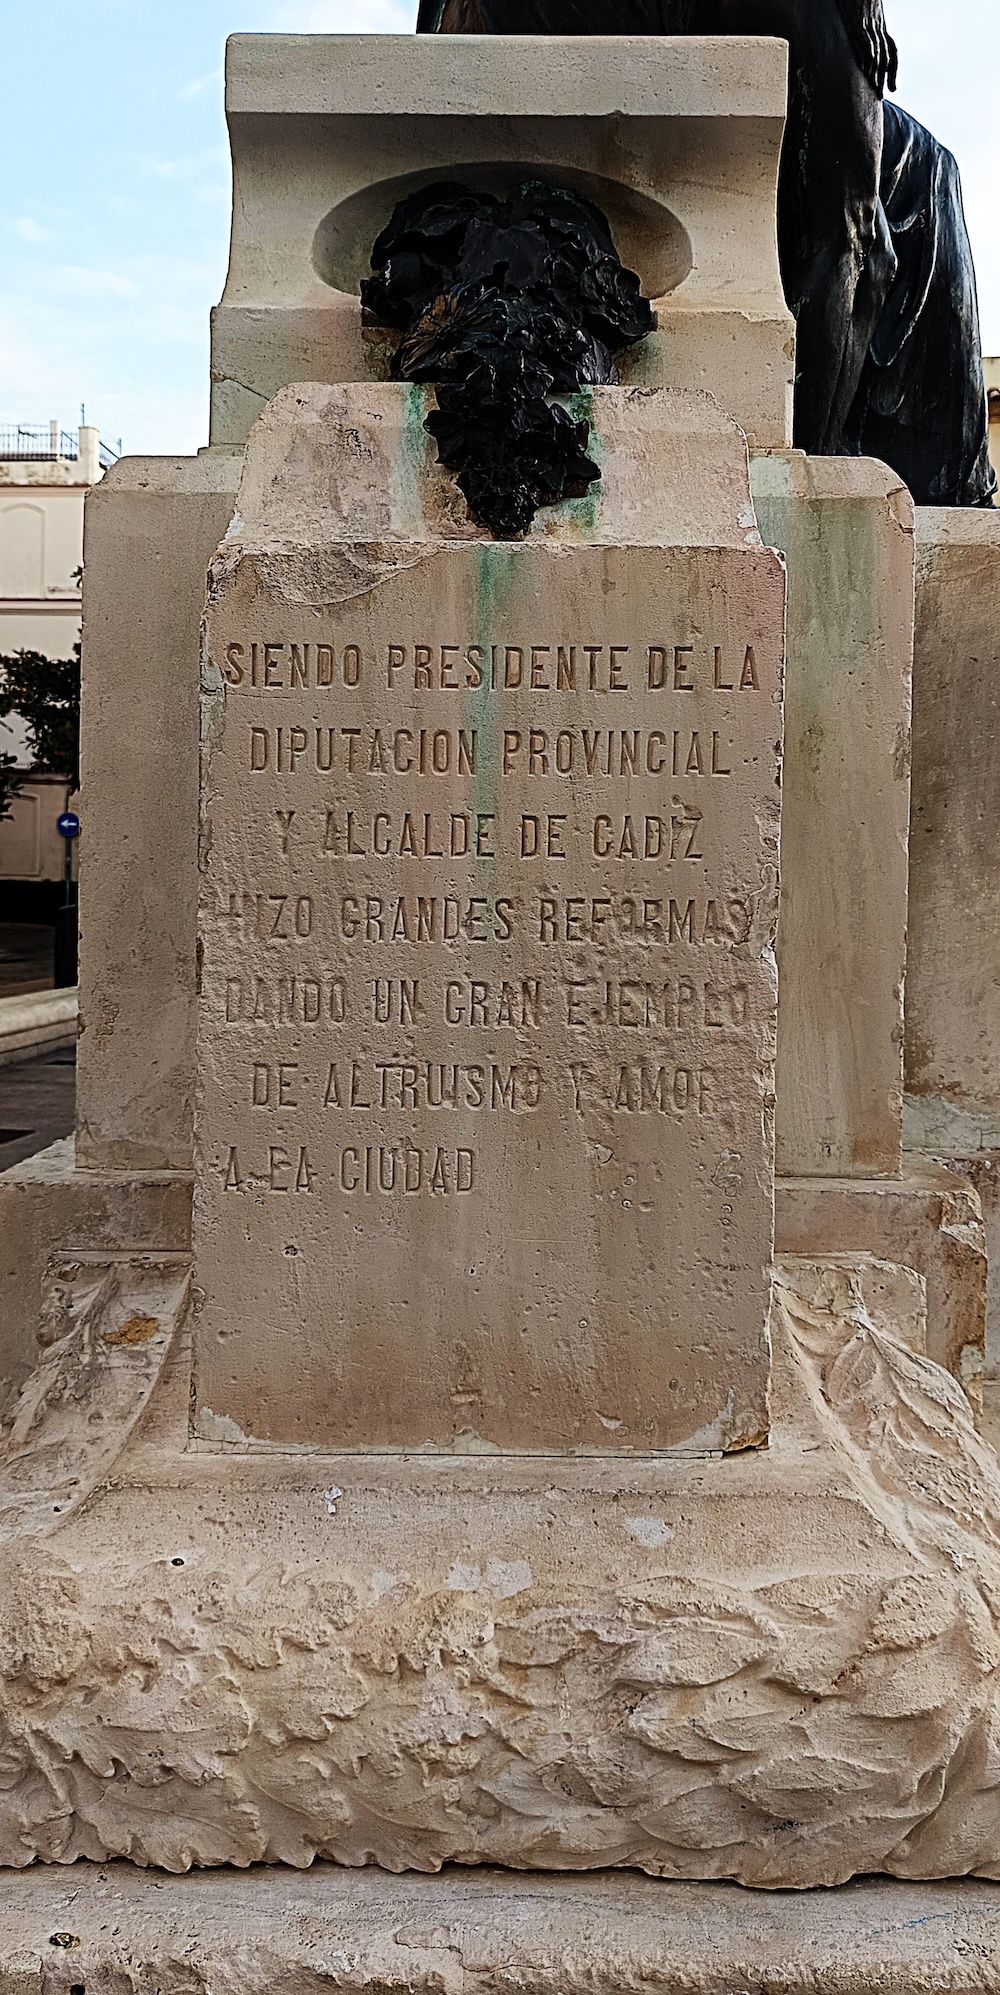 SIENDO PRESIDENTE DE LA
DIPUTACION PROVINCIAL
Y ALCALDE DE CADIZ
HIZO GRANDES REFORMAS
DANDO UN GRAN EJEMPLO
DE ALTRUISMO Y AMOR
A LA CIUDAD